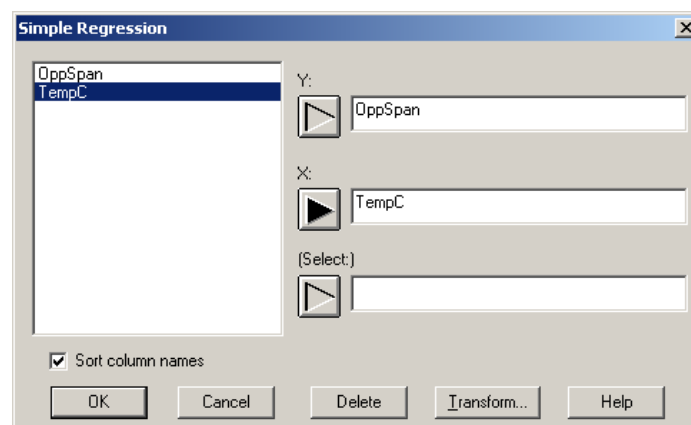 Simple Regression
OppSpan
TempC
Y:
OppSpan
X:
TempC
(Select:)
Sort column names
OK
Cancel
Delete
Transform...
Help